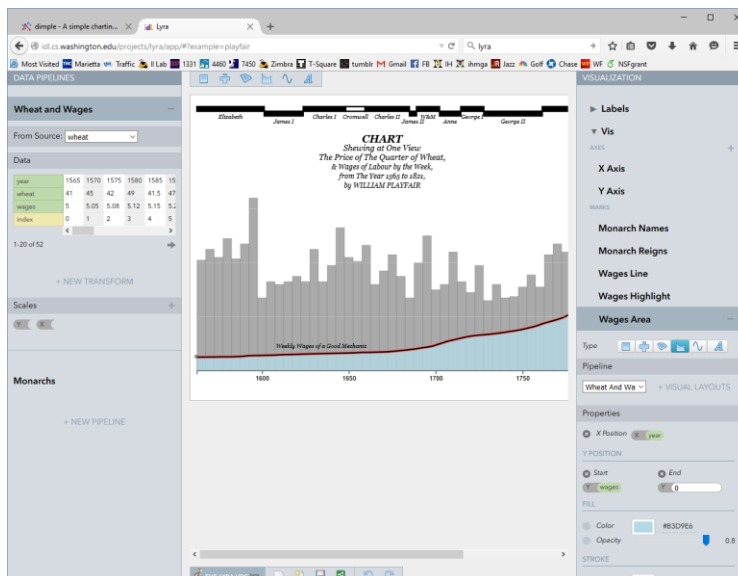 dimple - A simple chartin...
Lyra
idl.cs.washington.edu/projects/lyra/app/#?example=playfair
lyra
Most Visited
Marietta
Traffic
II Lab
1331
4460
7450
Zimbra
T-Square
tumblr
Gmail
FB
IH
ihmga
Jazz
Golf
Chase
WF
NSFgrant
DATA PIPELINES
Wheat and Wages
From Source: wheat
Data
year 1565 1570 1575 1580 1585
wheat 41 45 42 49 41.5 47
wages 5 5.05 5.08 5.12 5.15
index 0 1 2 3 4 5
1-20 of 52
+ NEW TRANSFORM
Scales
Y X
Monarchs
+ NEW PIPELINE
Elizabeth
James I
Charles I
Cromwell
Charles II
James II
W&M
Anne
George I
George II
CHART
Shewing at One View
The Price of The Quarter of Wheat,
& Wages of Labour by the Week,
from The Year 1565 to 1821,
by WILLIAM PLAYFAIR
Weekly Wages of a Good Mechanic
1600 1650 1700 1750
VISUALIZATION
Labels
Vis
AXES
X Axis
Y Axis
MARKS
Monarch Names
Monarch Reigns
Wages Line
Wages Highlight
Wages Area
Type
Pipeline
Wheat And Wa
+ VISUAL LAYOUTS
Properties
X Position X year
Y POSITION
Start End
Y wages Y 0
FILL
Color #B3D9E6
Opacity 0.8
STROKE